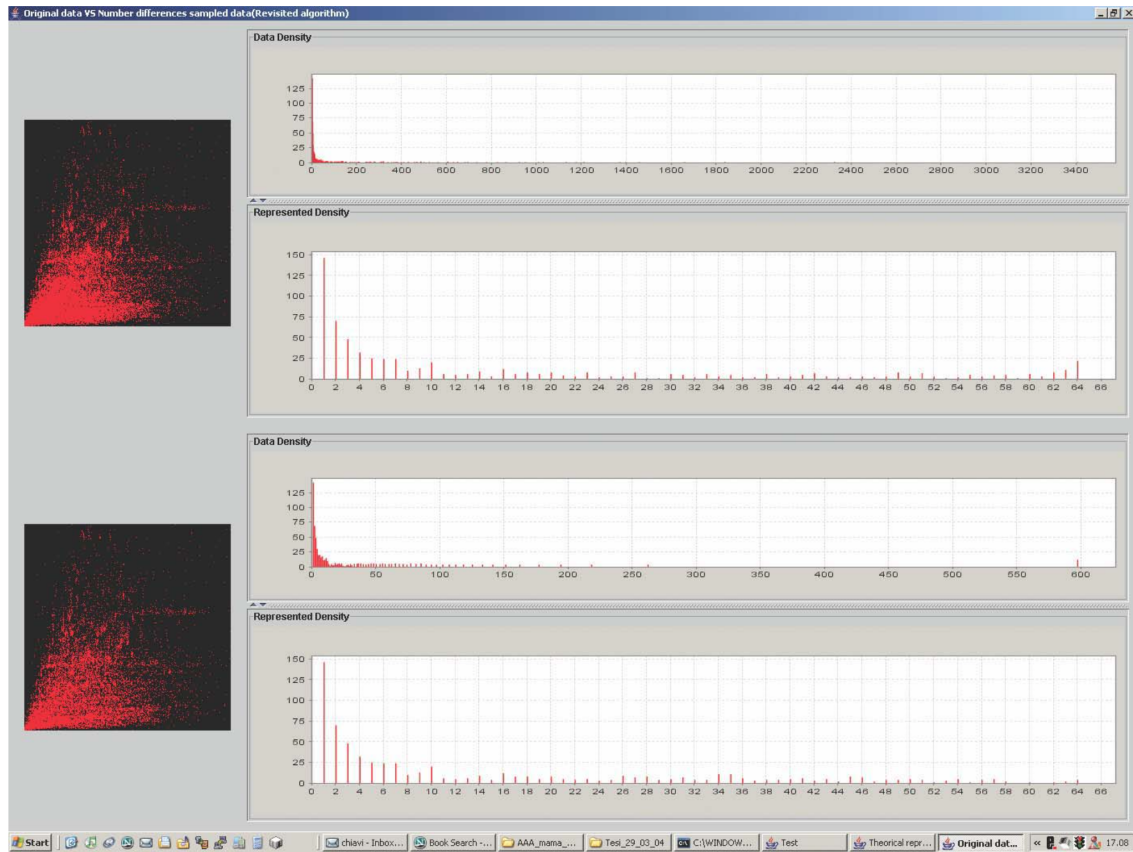 Original data VS Number differences sampled data(Revisited algorithm)
Data Density
125
100
75
50
25
0
0 200 400 600 800 1000 1200 1400 1600 1800 2000 2200 2400 2600 2800 3000 3200 3400
Represented Density
150
125
100
75
50
25
0
0 2 4 6 8 10 12 14 16 18 20 22 24 26 28 30 32 34 36 38 40 42 44 46 48 50 52 54 56 58 60 62 64 66
Data Density
125
100
75
50
25
0
0 50 100 150 200 250 300 350 400 450 500 550 600
Represented Density
150
125
100
75
50
25
0
0 2 4 6 8 10 12 14 16 18 20 22 24 26 28 30 32 34 36 38 40 42 44 46 48 50 52 54 56 58 60 62 64 66
Start chiavi - Inbox... Book Search -... AAA_mama_... Tesi_29_03_04 C:\WINDOW... Test Theorical repr... Original dat... « 17.08